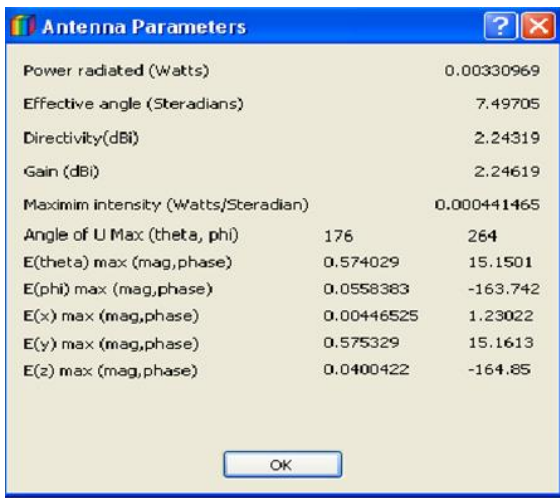 Antenna Parameters
Power radiated (Watts) 0.00330969
Effective angle (Steradians) 7.49705
Directivity(dBi) 2.24319
Gain (dBi) 2.24619
Maximim intensity (Watts/Steradian) 0.000441465
Angle of U Max (theta, phi) 176 264
E(theta) max (mag,phase) 0.574029 15.1501
E(phi) max (mag,phase) 0.0558383 -163.742
E(x) max (mag,phase) 0.00446525 1.23022
E(y) max (mag,phase) 0.575329 15.1613
E(z) max (mag,phase) 0.0400422 -164.85
OK